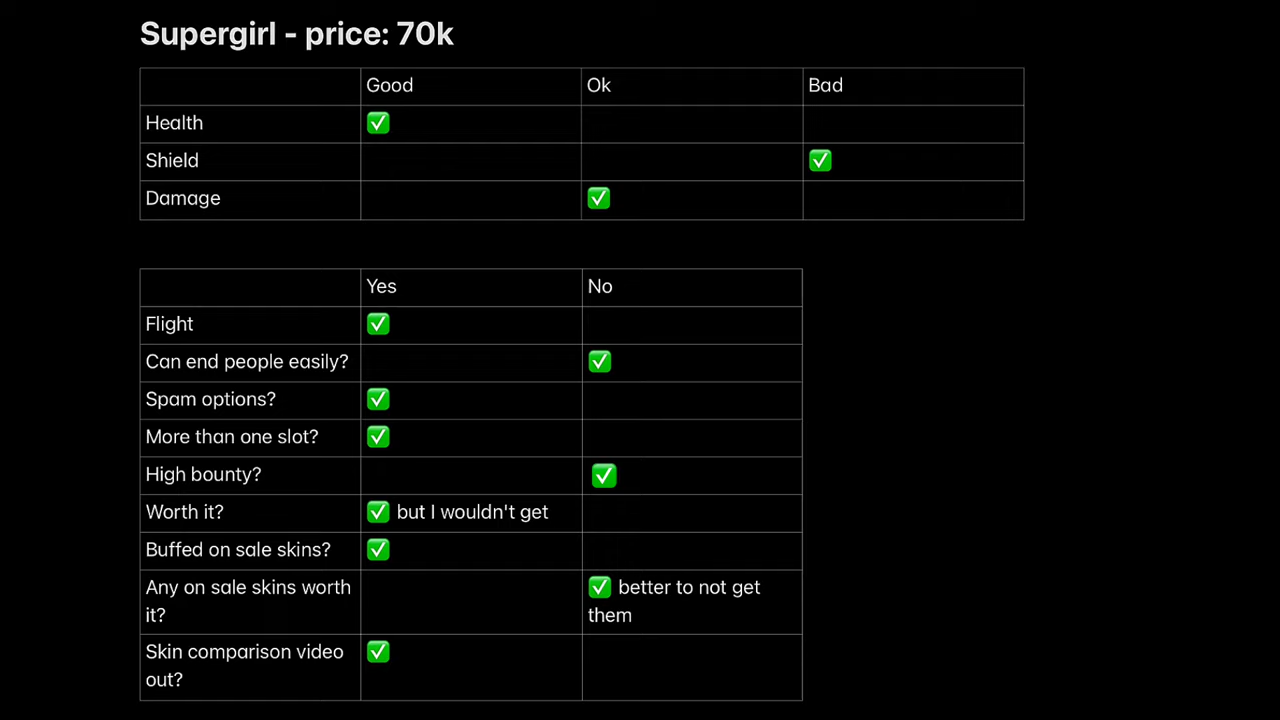 Supergirl - price: 70k
Good Ok Bad
Health ✅
Shield ✅
Damage ✅
Yes No
Flight ✅
Can end people easily? ✅
Spam options? ✅
More than one slot? ✅
High bounty? ✅
Worth it? ✅ but I wouldn't get
Buffed on sale skins? ✅
Any on sale skins worth ✅ better to not get
it? them
Skin comparison video ✅
out?